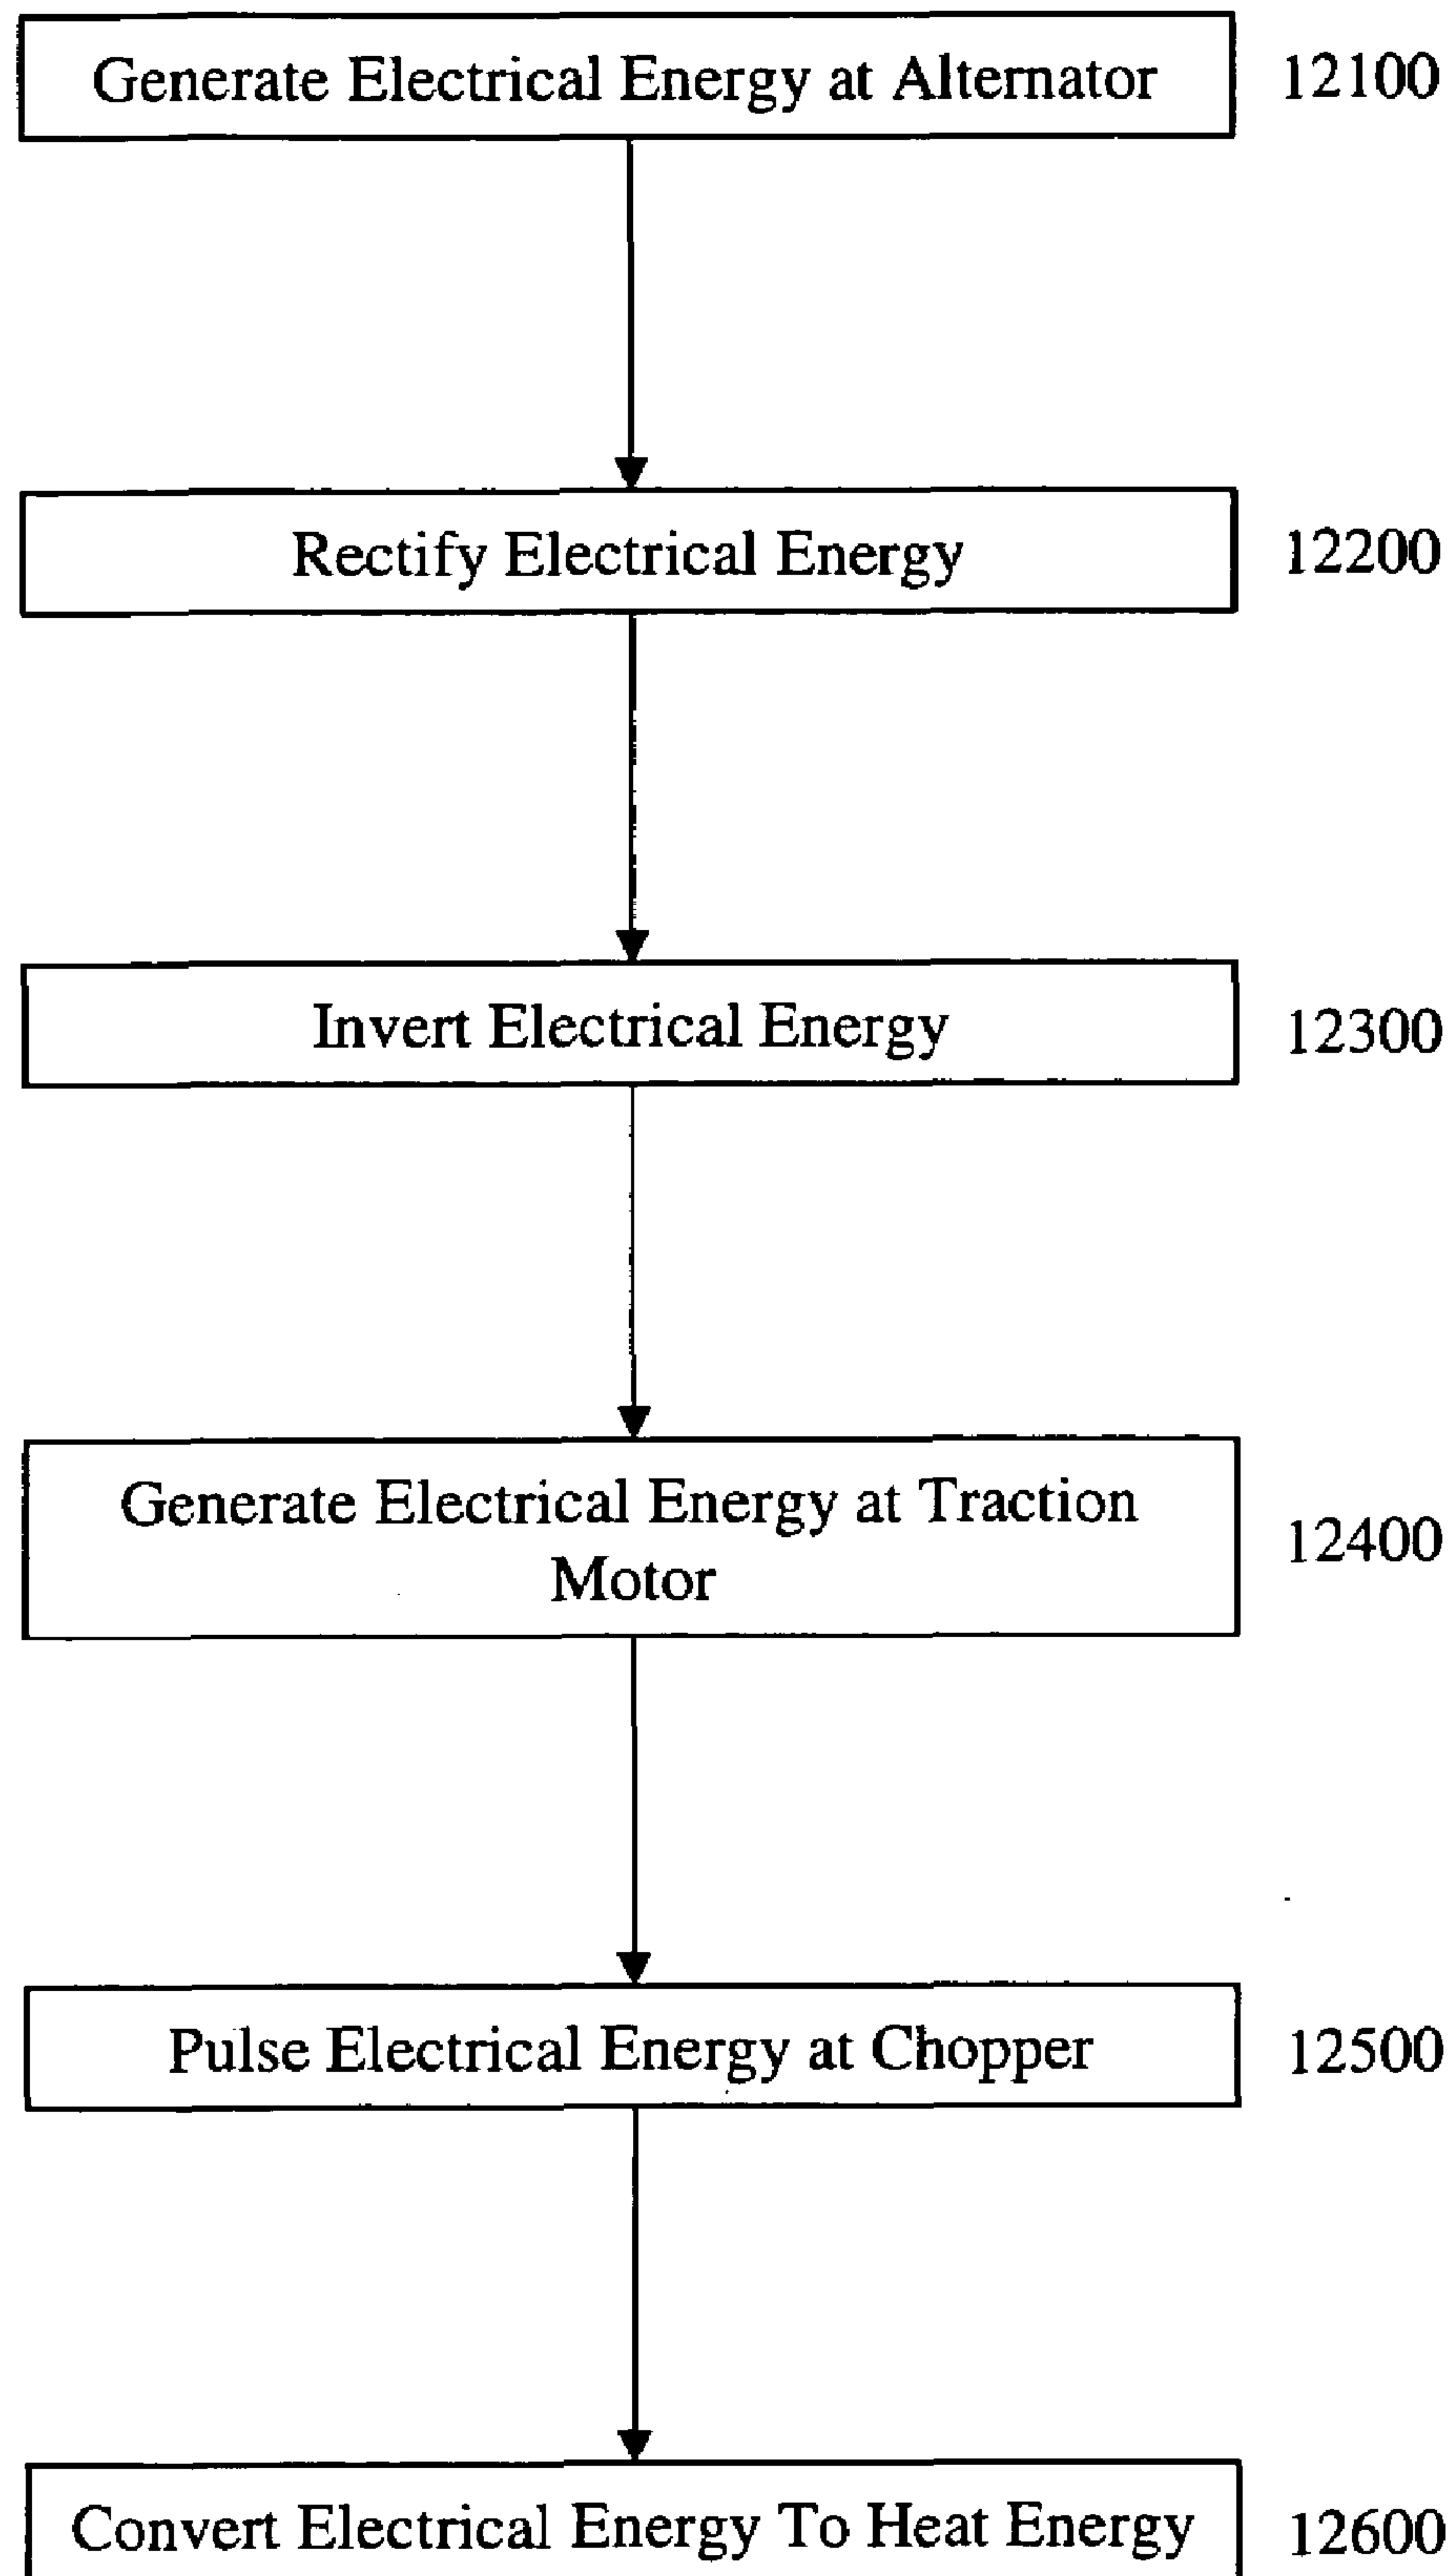 Generate Electrical Energy at Alternator 12100
Rectify Electrical Energy 12200
Invert Electrical Energy 12300
Generate Electrical Energy at Traction
Motor
12400
Pulse Electrical Energy at Chopper 12500
Convert Electrical Energy To Heat Energy 12600